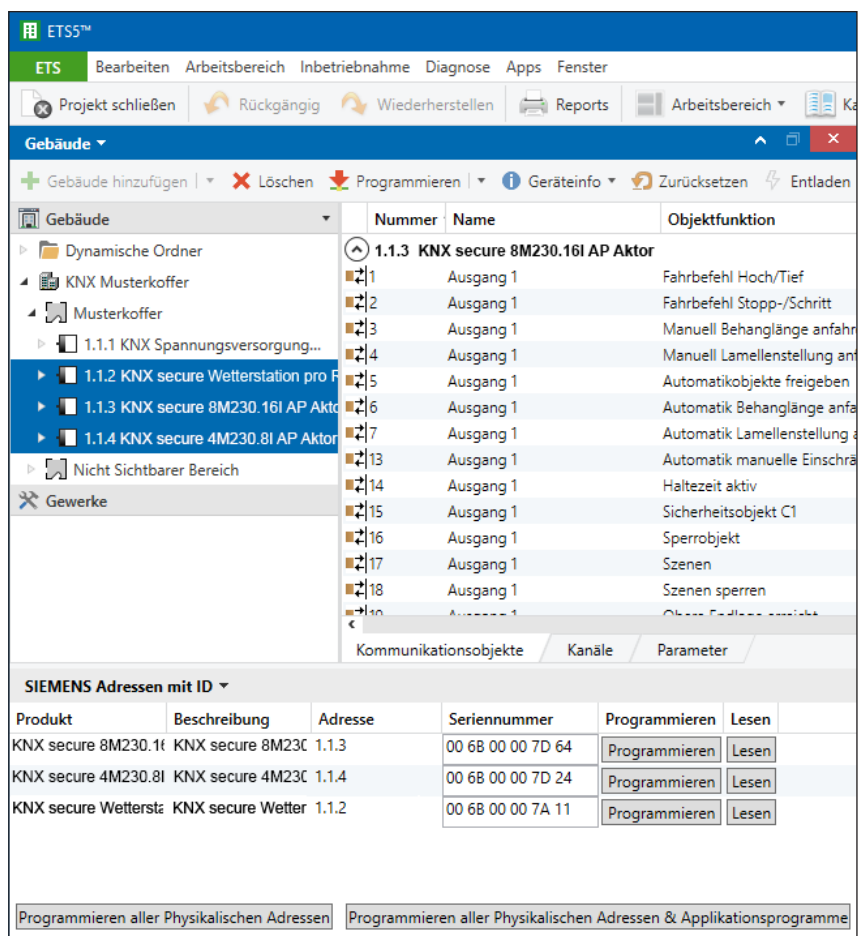 ETS5™
ETS Bearbeiten Arbeitsbereich Inbetriebnahme Diagnose Apps Fenster
Projekt schließen Rückgängig Wiederherstellen Reports Arbeitsbereich Ka
Gebäude
Gebäude hinzufügen Löschen Programmieren Geräteinfo Zurücksetzen Entladen
Gebäude
Dynamische Ordner
KNX Musterkoffer
Musterkoffer
1.1.1 KNX Spannungsversorgung...
1.1.2 KNX secure Wetterstation pro F
1.1.3 KNX secure 8M230.16I AP Akto
1.1.4 KNX secure 4M230.8I AP Aktor
Nicht Sichtbarer Bereich
Gewerke
Nummer Name Objektfunktion
1.1.3 KNX secure 8M230.16I AP Aktor
1 Ausgang 1 Fahrbefehl Hoch/Tief
2 Ausgang 1 Fahrbefehl Stopp-/Schritt
3 Ausgang 1 Manuell Behanglänge anfahr
4 Ausgang 1 Manuell Lamellenstellung anf
5 Ausgang 1 Automatikobjekte freigeben
6 Ausgang 1 Automatik Behanglänge anfa
7 Ausgang 1 Automatik Lamellenstellung a
13 Ausgang 1 Automatik manuelle Einschrä
14 Ausgang 1 Haltezeit aktiv
15 Ausgang 1 Sicherheitsobjekt C1
16 Ausgang 1 Sperrobjekt
17 Ausgang 1 Szenen
18 Ausgang 1 Szenen sperren
19 Ausgang 1 Obere Endlage erreicht
Kommunikationsobjekte Kanäle Parameter
SIEMENS Adressen mit ID
Produkt Beschreibung Adresse Seriennummer Programmieren Lesen
KNX secure 8M230.16 KNX secure 8M230 1.1.3 00 6B 00 00 7D 64 Programmieren Lesen
KNX secure 4M230.8I KNX secure 4M230 1.1.4 00 6B 00 00 7D 24 Programmieren Lesen
KNX secure Wettersta KNX secure Wetter 1.1.2 00 6B 00 00 7A 11 Programmieren Lesen
Programmieren aller Physikalischen Adressen Programmieren aller Physikalischen Adressen & Applikationsprogramme